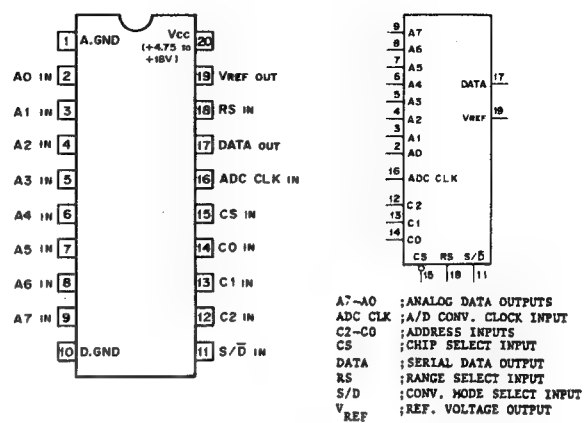 1 A.GND VCC 20
(+4.75 to
+18V)
A0 IN 2 19 VREF OUT
A1 IN 3 18 RS IN
A2 IN 4 17 DATA OUT
A3 IN 5 16 ADC CLK IN
A4 IN 6 15 CS IN
A5 IN 7 14 C0 IN
A6 IN 8 13 C1 IN
A7 IN 9 12 C2 IN
10 D.GND 11 S/D̅ IN
9 A7
8 A6
7 A5
6 A4 DATA 17
5 A3
4 A2 VREF 19
3 A1
2 A0
16 ADC CLK
12 C2
13 C1
14 C0
CS RS S/D̅
15 18 11
A7~A0 ;ANALOG DATA OUTPUTS
ADC CLK ;A/D CONV. CLOCK INPUT
C2~C0 ;ADDRESS INPUTS
CS ;CHIP SELECT INPUT
DATA ;SERIAL DATA OUTPUT
RS ;RANGE SELECT INPUT
S/D ;CONV. MODE SELECT INPUT
VREF ;REF. VOLTAGE OUTPUT